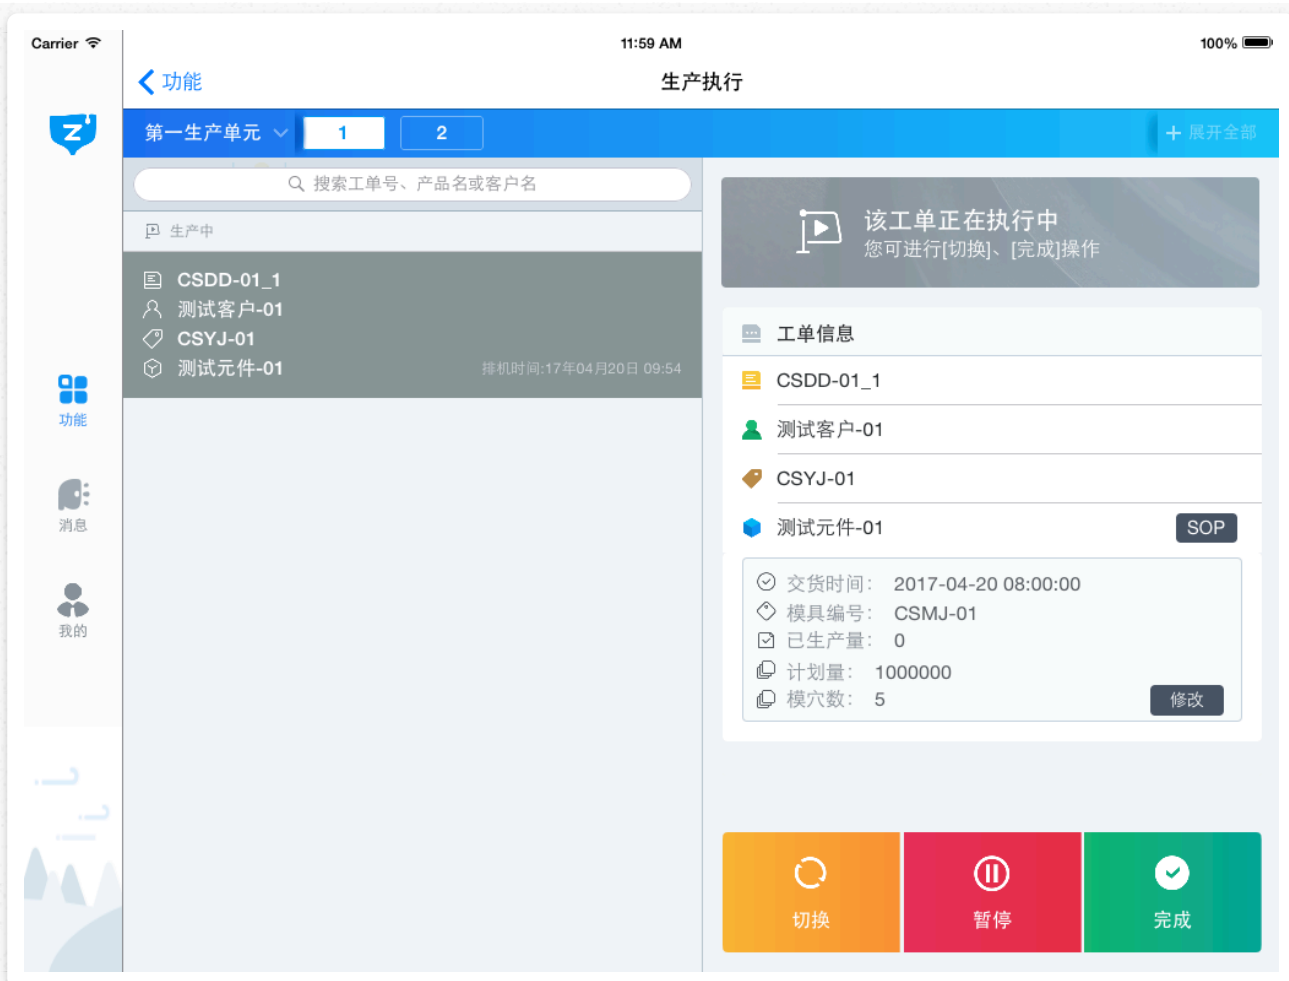 Carrier
11:59 AM
100%
功能
生产执行
第一生产单元
1
2
+ 展开全部
搜索工单号、产品名或客户名
生产中
CSDD-01_1
测试客户-01
CSYJ-01
测试元件-01
排机时间:17年04月20日 09:54
该工单正在执行中
您可进行[切换]、[完成]操作
工单信息
CSDD-01_1
测试客户-01
CSYJ-01
测试元件-01
SOP
交货时间: 2017-04-20 08:00:00
模具编号: CSMJ-01
已生产量: 0
计划量: 1000000
模穴数: 5
修改
切换
暂停
完成
Z
功能
消息
我的